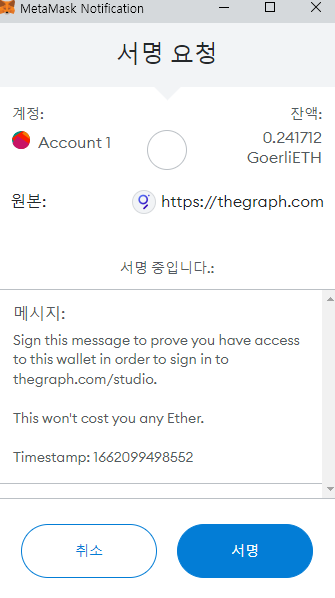 MetaMask Notification
서명 요청
계정:
잔액:
Account 1
0.241712
GoerliETH
원본:
https://thegraph.com
서명 중입니다.:
메시지:
Sign this message to prove you have access
to this wallet in order to sign in to
thegraph.com/studio.
This won't cost you any Ether.
Timestamp: 1662099498552
취소
서명